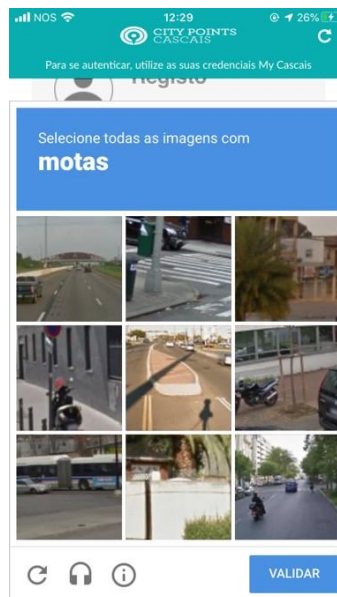 NOS
12:29
26%
CITY POINTS
CASCAIS
Para se autenticar, utilize as suas credenciais My Cascais
Registo
Selecione todas as imagens com
motas
VALIDAR